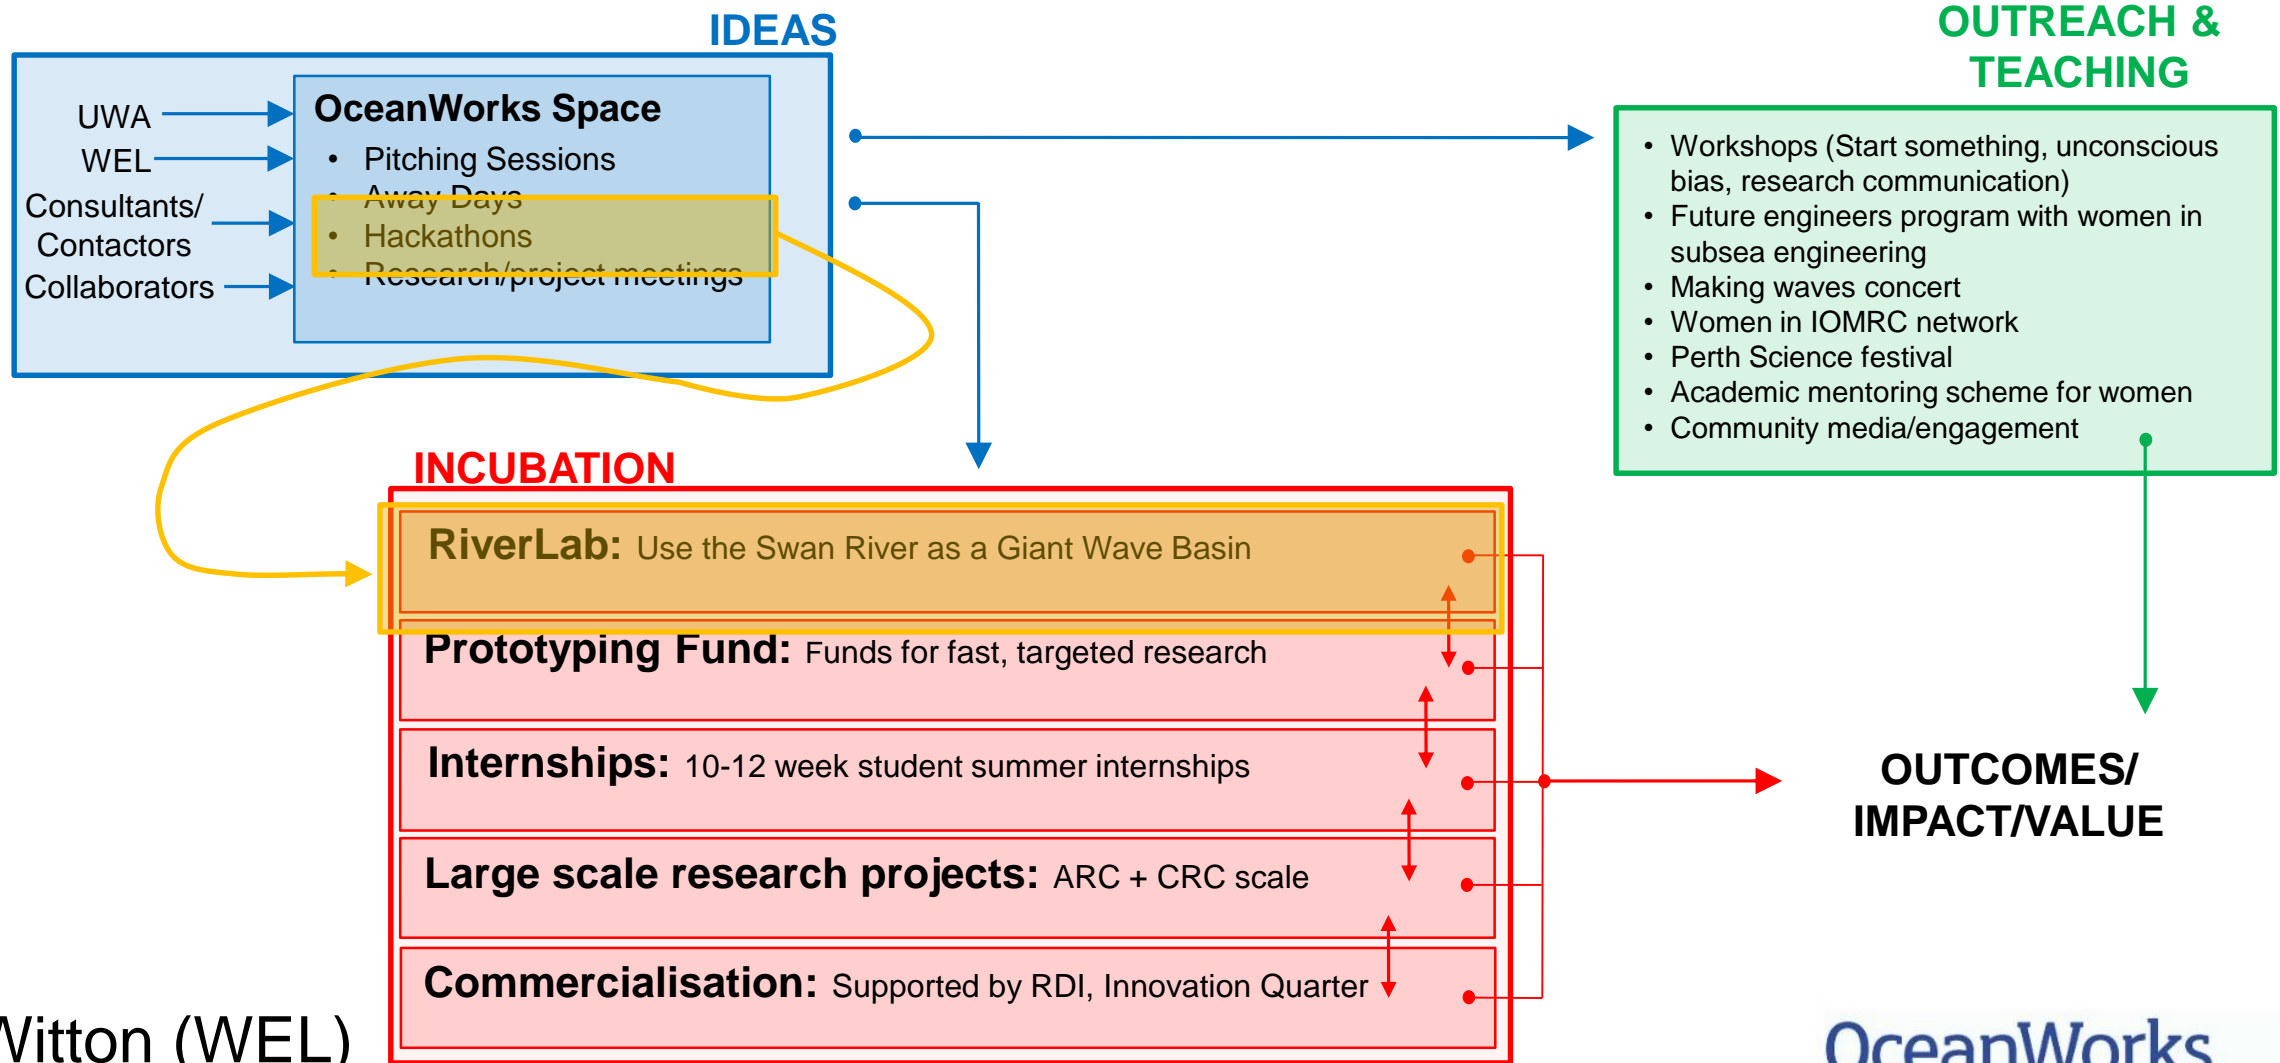 IDEAS
UWA
WEL
Consultants/
Contactors
Collaborators
OceanWorks Space
• Pitching Sessions
• Away Days
• Hackathons
• Research/project meetings
OUTREACH &
TEACHING
• Workshops (Start something, unconscious
bias, research communication)
• Future engineers program with women in
subsea engineering
• Making waves concert
• Women in IOMRC network
• Perth Science festival
• Academic mentoring scheme for women
• Community media/engagement
INCUBATION
RiverLab: Use the Swan River as a Giant Wave Basin
Prototyping Fund: Funds for fast, targeted research
Internships: 10-12 week student summer internships
Large scale research projects: ARC + CRC scale
Commercialisation: Supported by RDI, Innovation Quarter
OUTCOMES/
IMPACT/VALUE
Witton (WEL)
OceanWorks